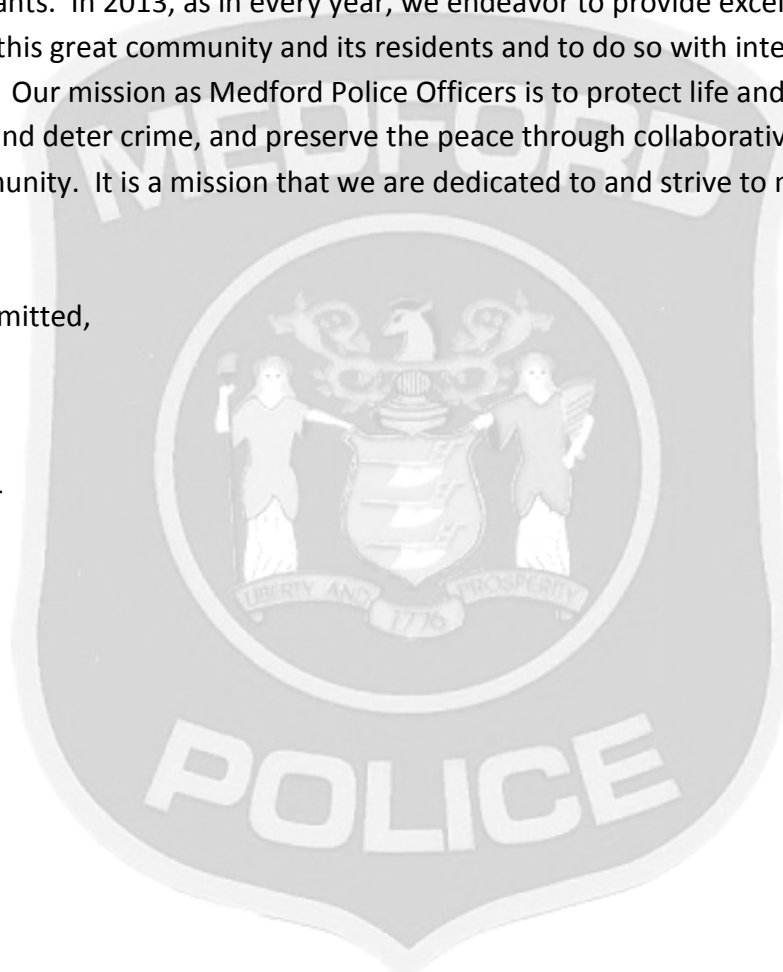 ants. In 2013, as in every year, we endeavor to provide excel
this great community and its residents and to do so with inte
Our mission as Medford Police Officers is to protect life and
nd deter crime, and preserve the peace through collaborativ
nunity. It is a mission that we are dedicated to and strive to
mitted,
MEDFORD
LIBERTY AND PROSPERITY
1776
POLICE